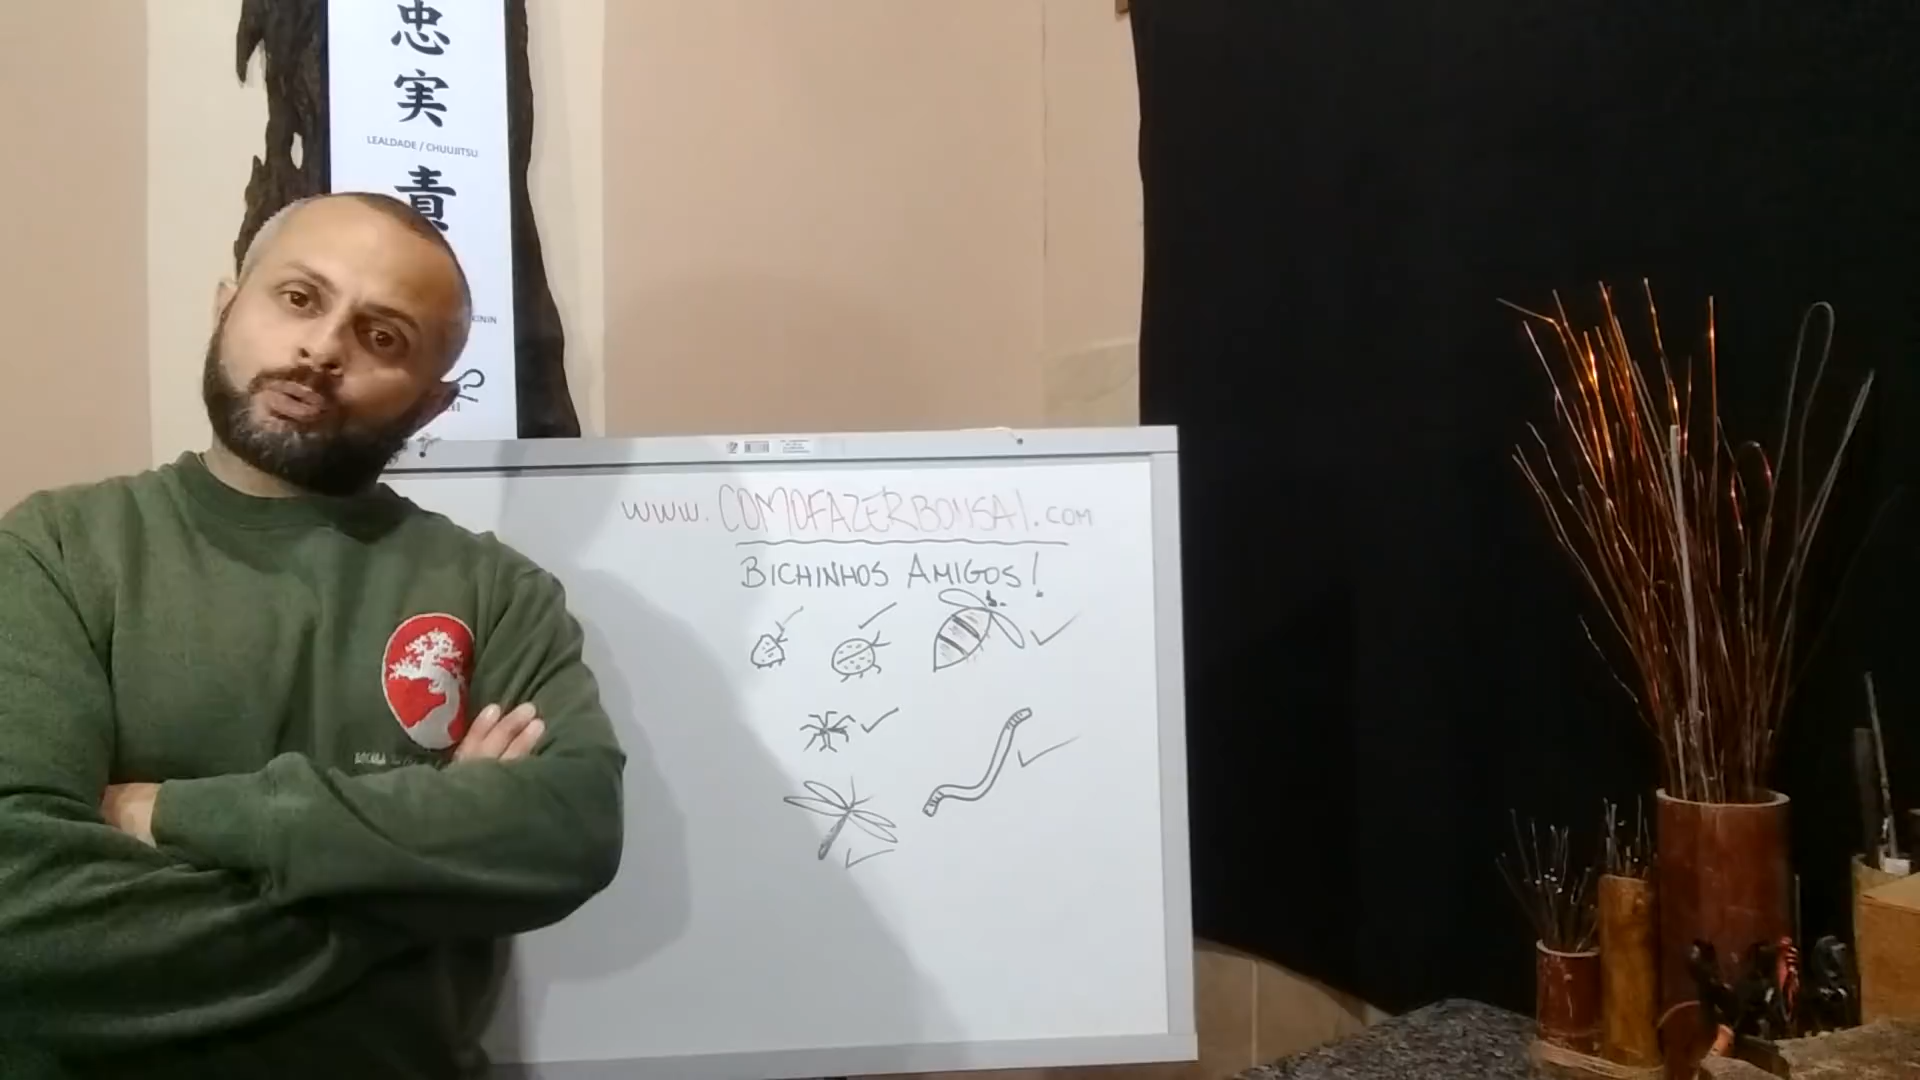 忠
実
LEALDADE / CHUUJITSU
責
WWW.COMOFAZERBONSAI.COM
BICHINHOS AMIGOS!